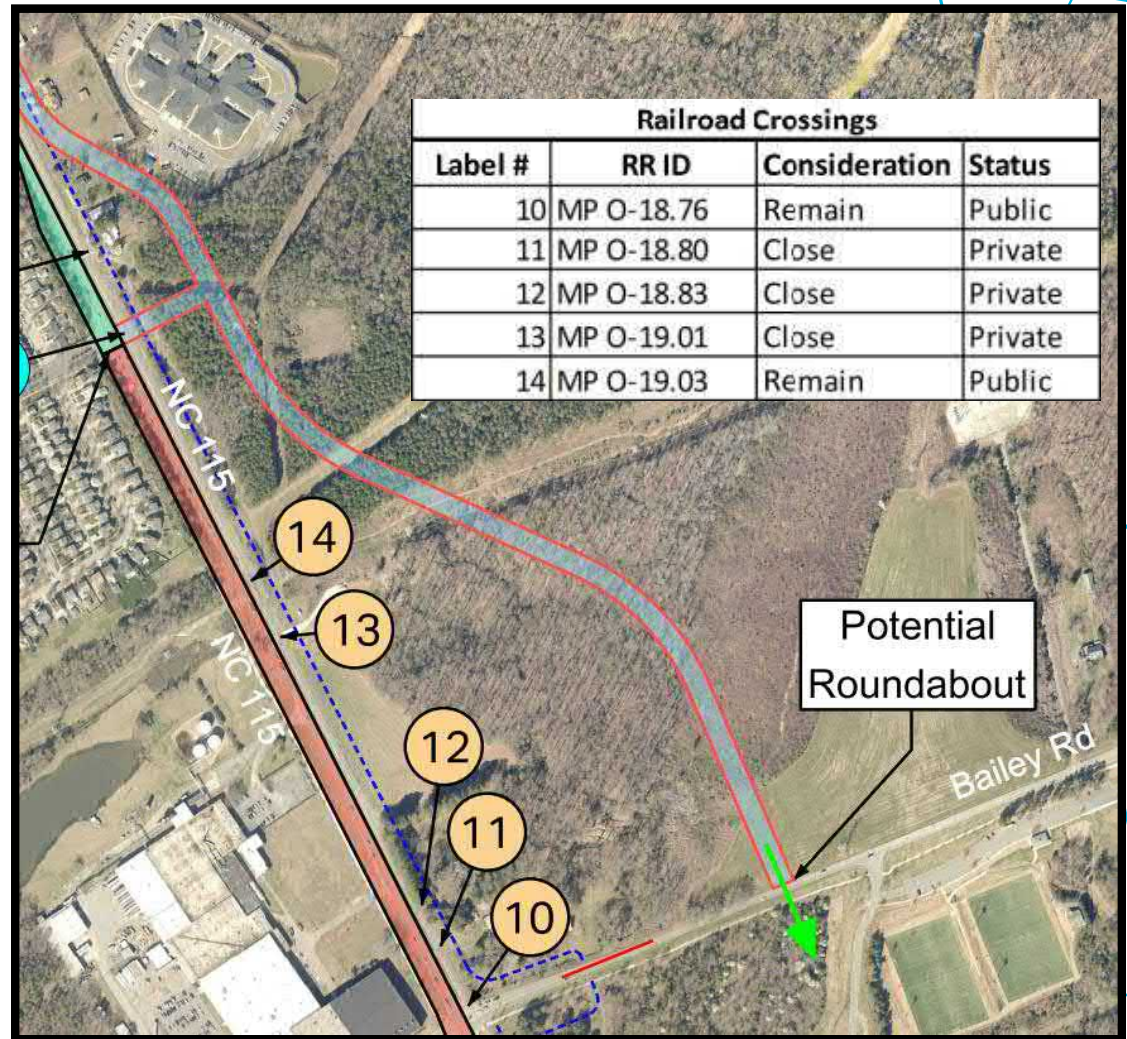 Railroad Crossings
Label # RR ID Consideration Status
10 MP O-18.76 Remain Public
11 MP O-18.80 Close Private
12 MP O-18.83 Close Private
13 MP O-19.01 Close Private
14 MP O-19.03 Remain Public
NC 115
14
13
NC 115
Potential
Roundabout
12
Bailey Rd
11
10